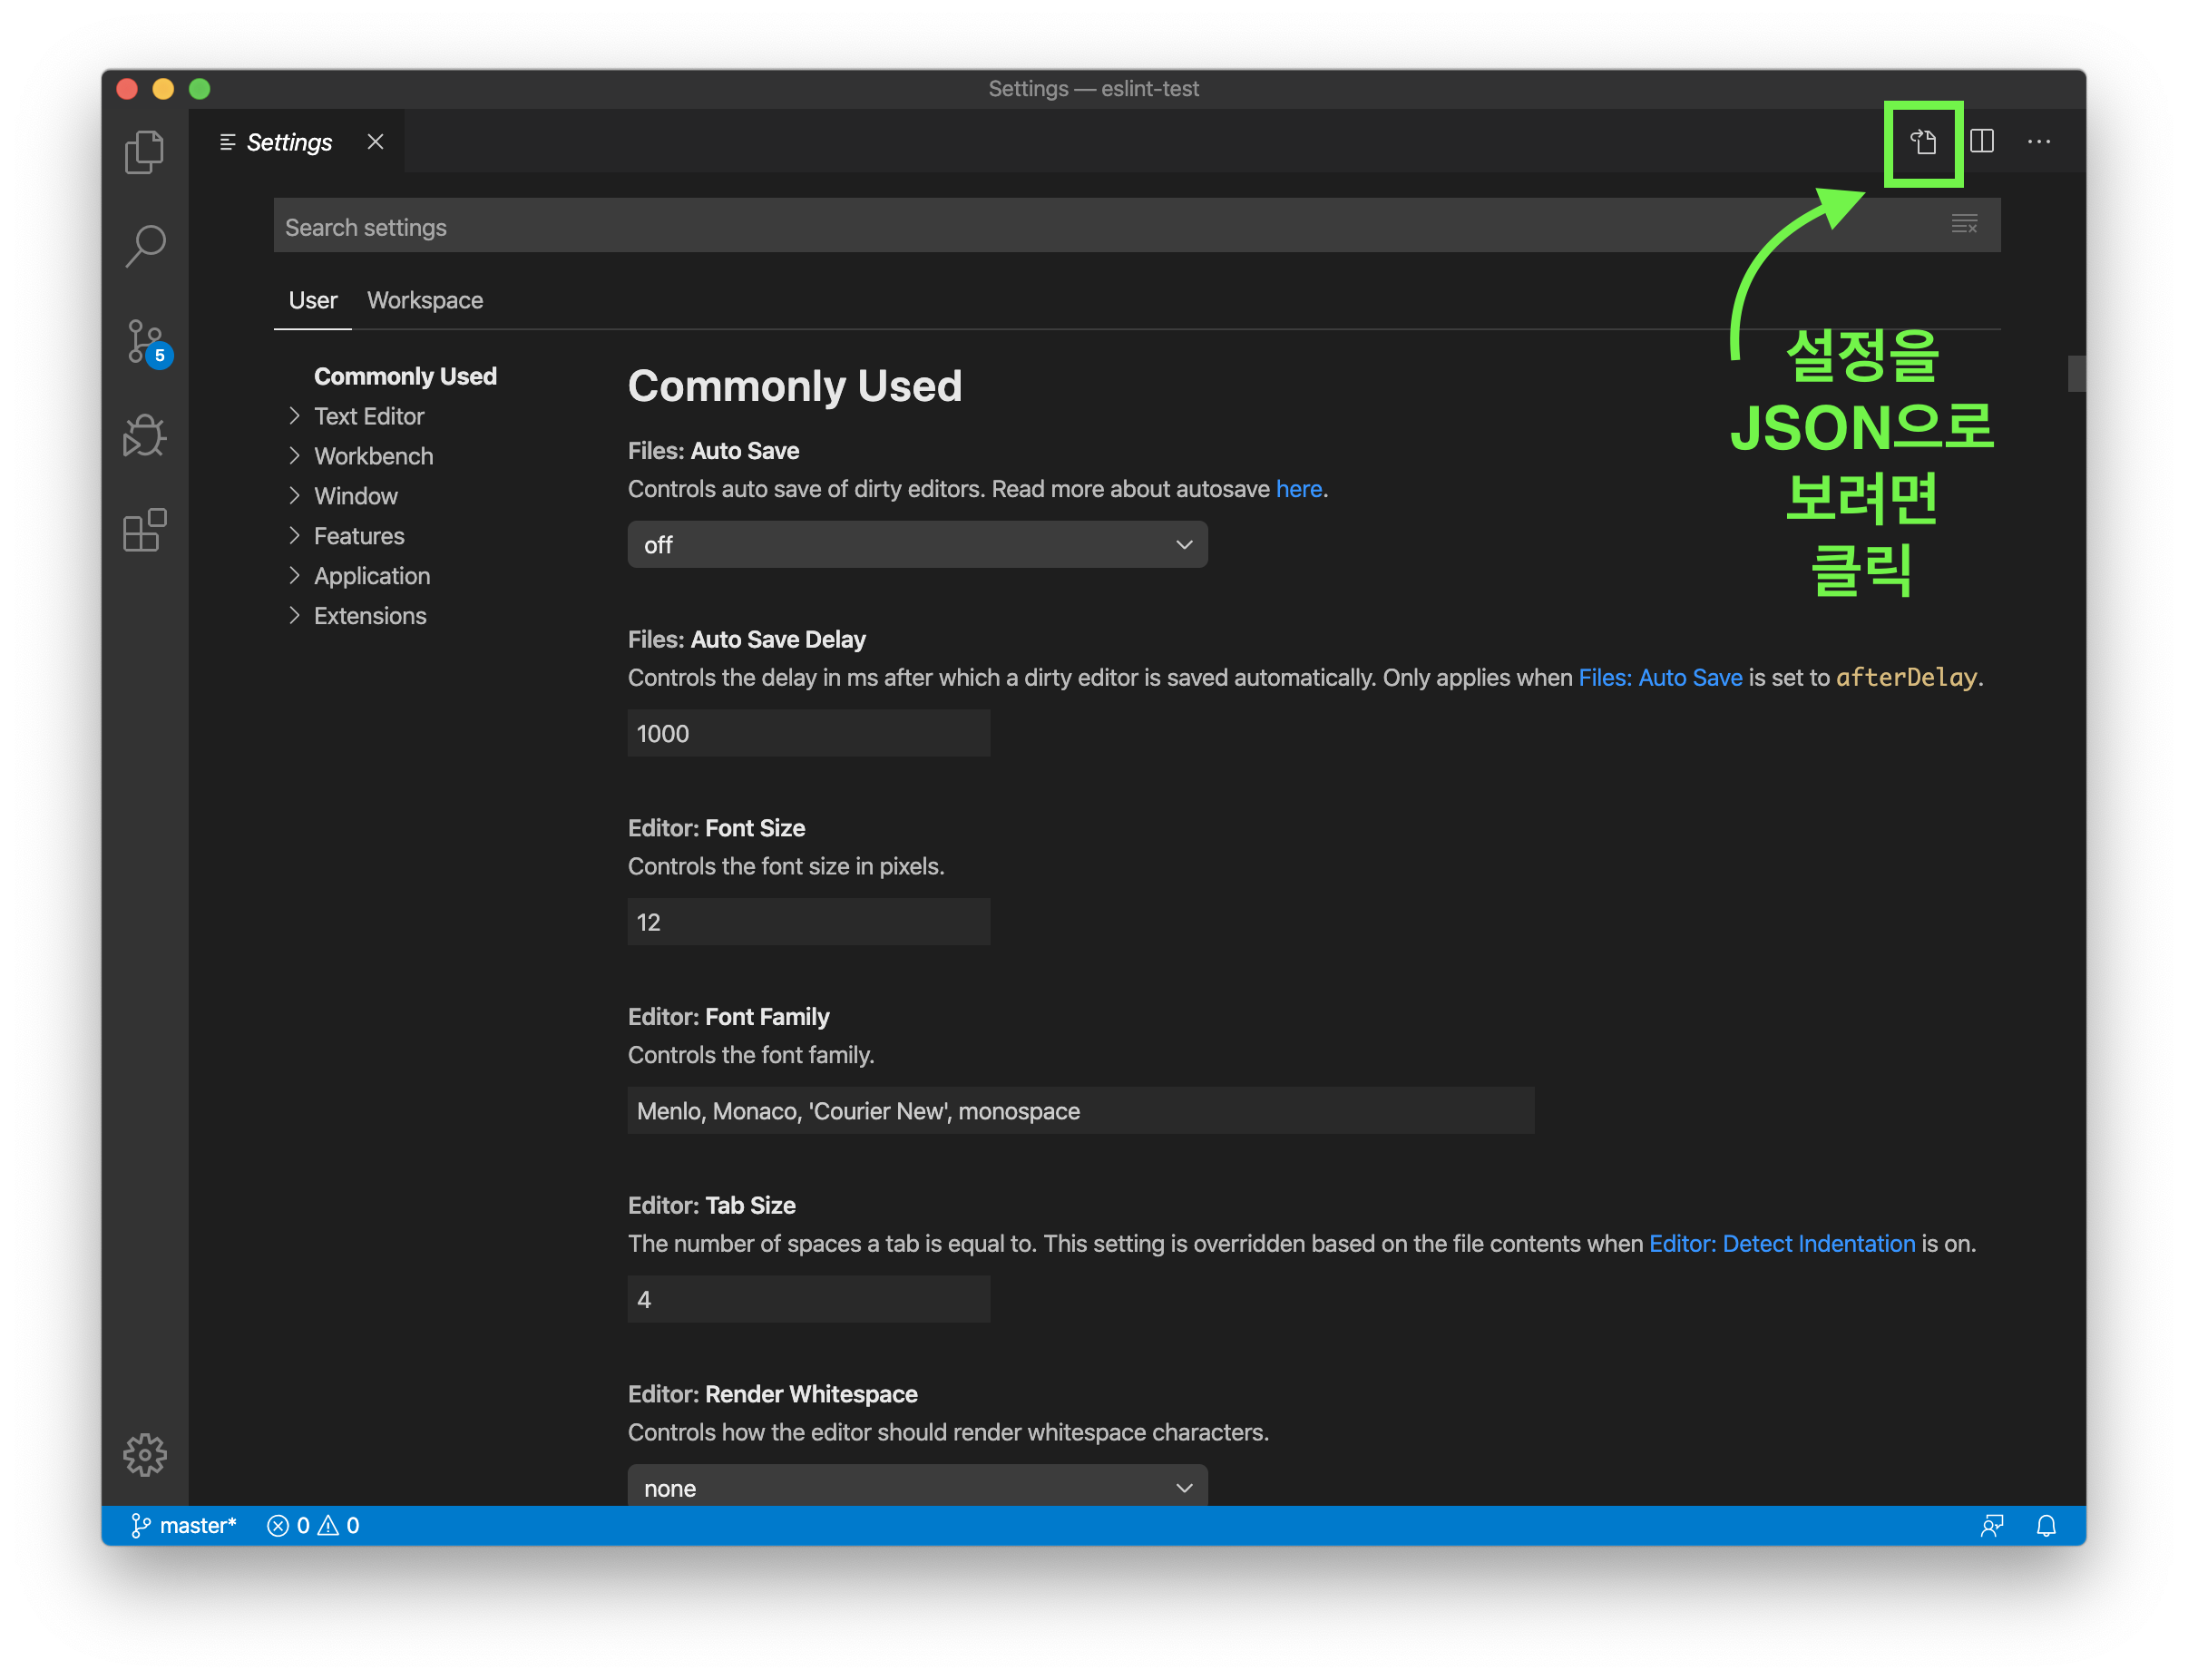 Settings — eslint-test
Settings
Search settings
User Workspace
설정을
JSON으로
보려면
클릭
5
Commonly Used
Text Editor
Workbench
Window
Features
Application
Extensions
Commonly Used
Files: Auto Save
Controls auto save of dirty editors. Read more about autosave here.
off
Files: Auto Save Delay
Controls the delay in ms after which a dirty editor is saved automatically. Only applies when Files: Auto Save is set to afterDelay.
1000
Editor: Font Size
Controls the font size in pixels.
12
Editor: Font Family
Controls the font family.
Menlo, Monaco, 'Courier New', monospace
Editor: Tab Size
The number of spaces a tab is equal to. This setting is overridden based on the file contents when Editor: Detect Indentation is on.
4
Editor: Render Whitespace
Controls how the editor should render whitespace characters.
none
master* 0 0